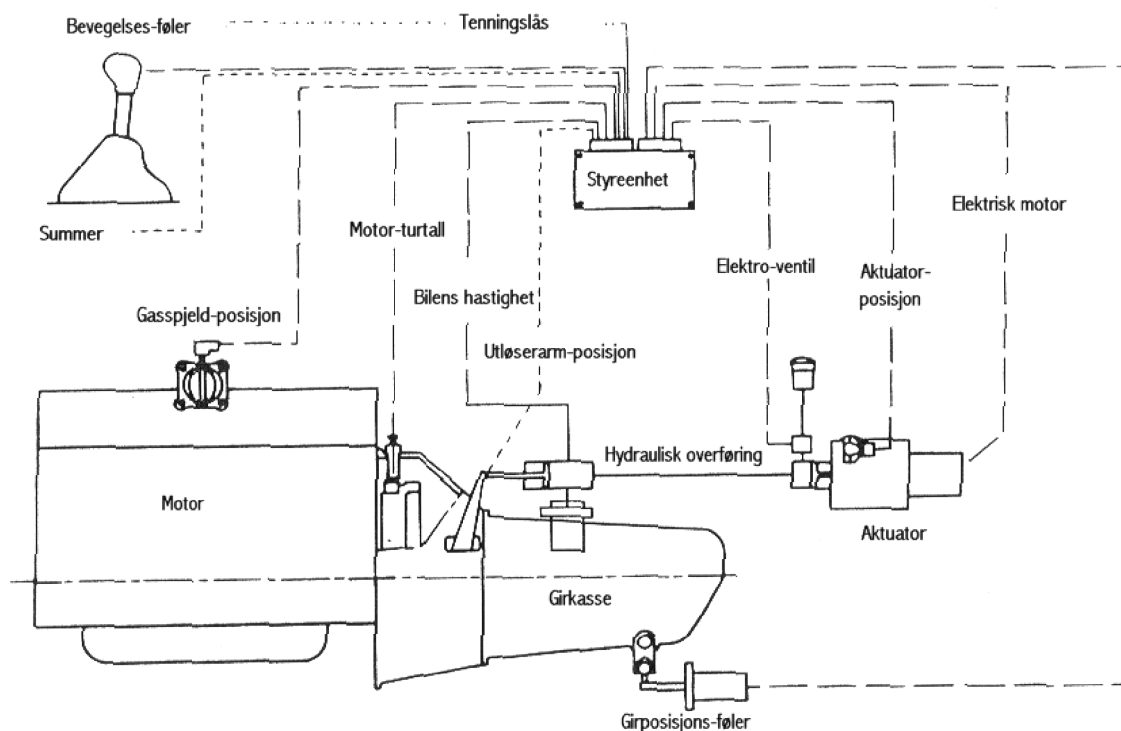 Bevegelses-føler
Tenningslås
Styreenhet
Summer
Motor-turtall
Elektrisk motor
Elektro-ventil
Aktuator-
posisjon
Bilens hastighet
Gasspjeld-posisjon
Utløserarm-posisjon
Hydraulisk overføring
Motor
Aktuator
Girkasse
Girposisjons-føler